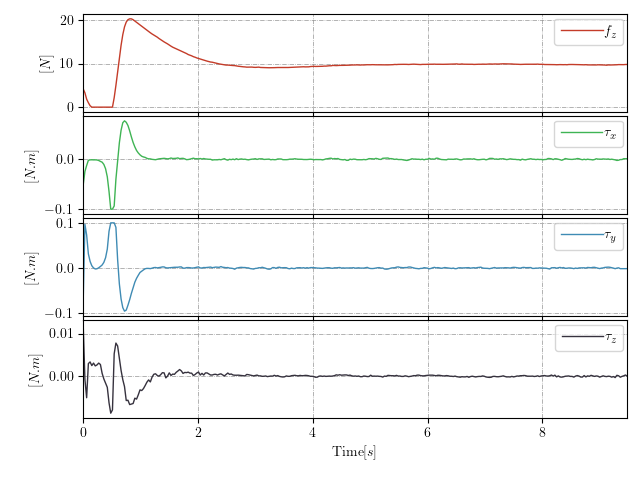 20
10
0
[N]
f_z
0.0
−0.1
[N.m]
τ_x
0.1
0.0
−0.1
[N.m]
τ_y
0.01
0.00
[N.m]
τ_z
0 2 4 6 8
Time[s]